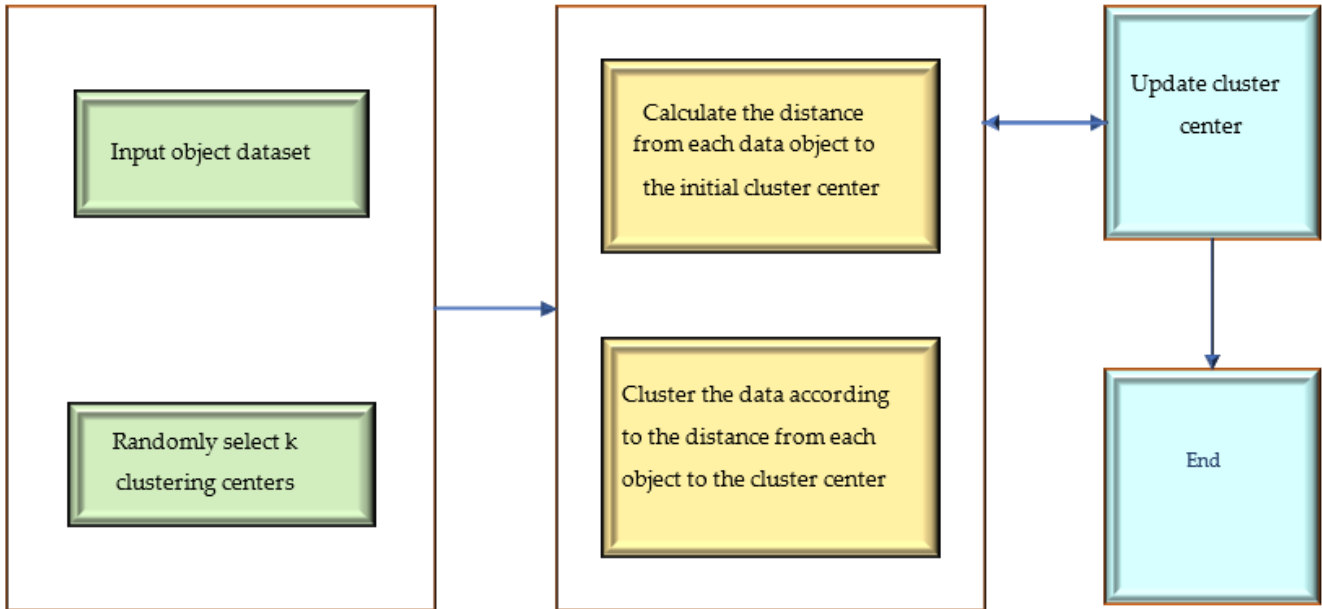 Input object dataset
Randomly select k
clustering centers
Calculate the distance
from each data object to
the initial cluster center
Cluster the data according
to the distance from each
object to the cluster center
Update cluster
center
End